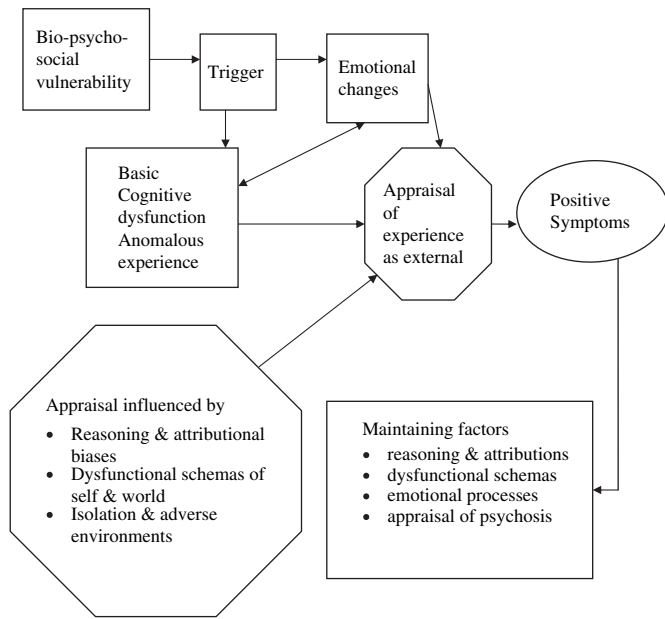 Bio-psycho-
social
vulnerability
Trigger
Emotional
changes
Basic
Cognitive
dysfunction
Anomalous
experience
Appraisal
of
experience
as external
Positive
Symptoms
Appraisal influenced by
• Reasoning & attributional
biases
• Dysfunctional schemas of
self & world
• Isolation & adverse
environments
Maintaining factors
• reasoning & attributions
• dysfunctional schemas
• emotional processes
• appraisal of psychosis